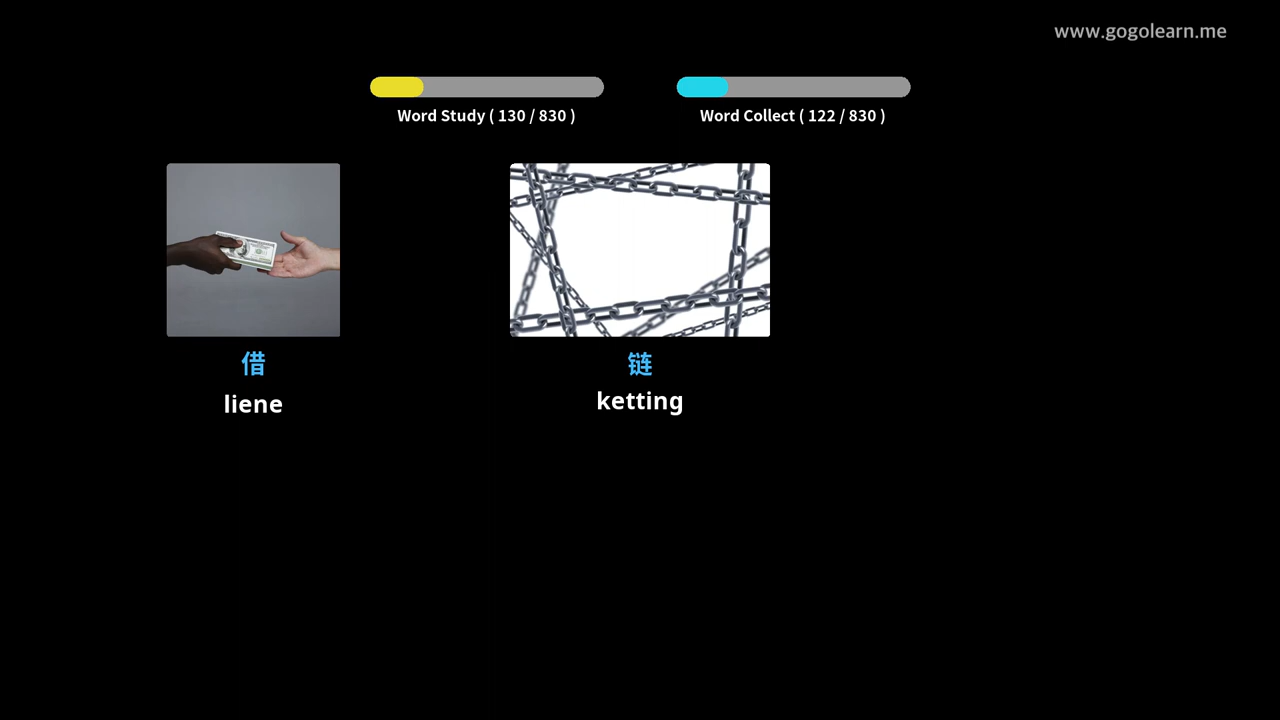 www.gogolearn.me
Word Study ( 130 / 830 )
Word Collect ( 122 / 830 )
借
liene
链
ketting